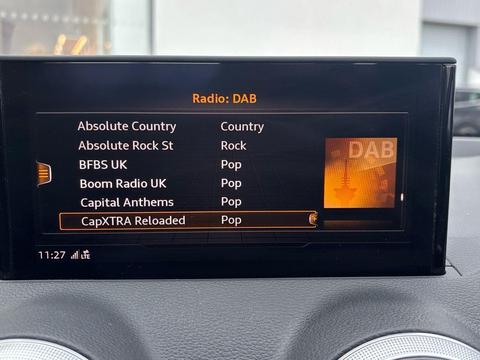 Radio: DAB
Absolute Country Country
Absolute Rock St Rock
BFBS UK Pop
Boom Radio UK Pop
Capital Anthems Pop
CapXTRA Reloaded Pop
DAB
11:27 LTE